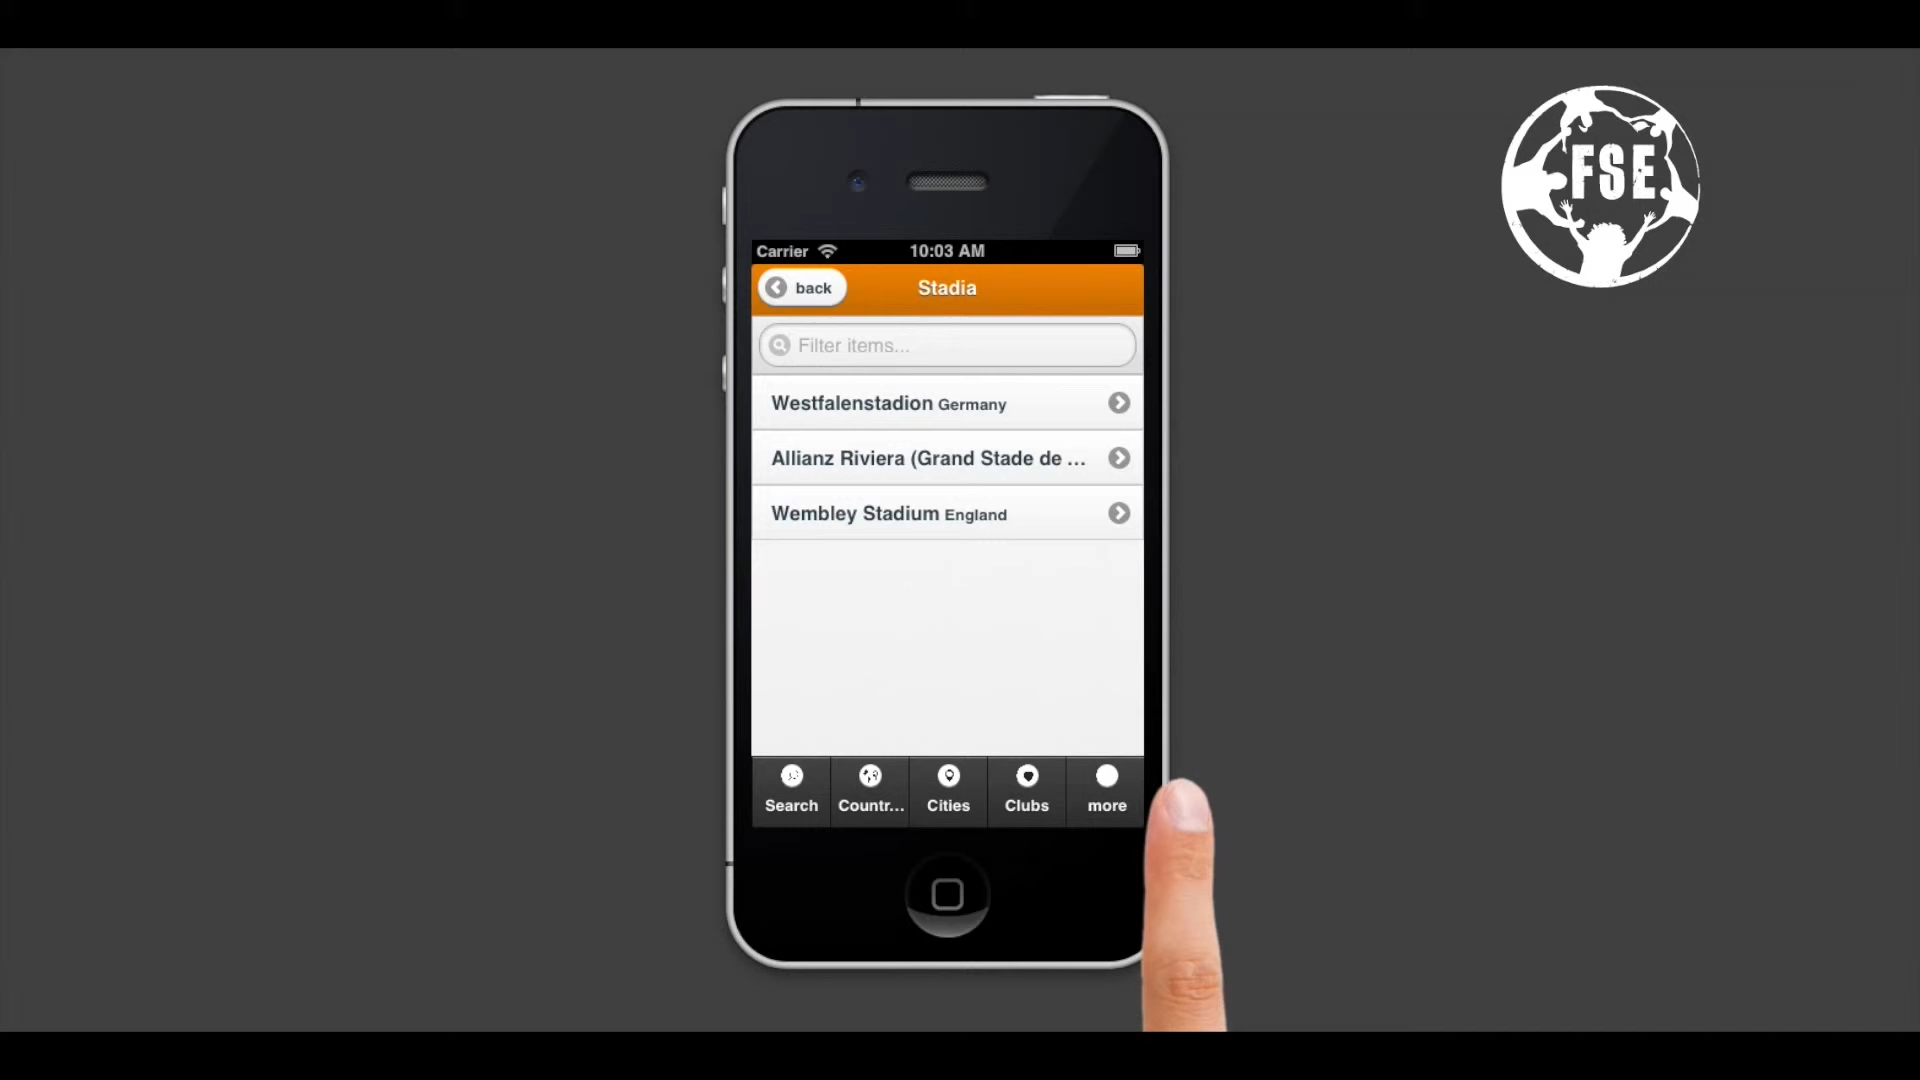 FSE
Carrier 10:03 AM
back Stadia
Filter items...
Westfalenstadion Germany
Allianz Riviera (Grand Stade de ...
Wembley Stadium England
Search Countr... Cities Clubs more